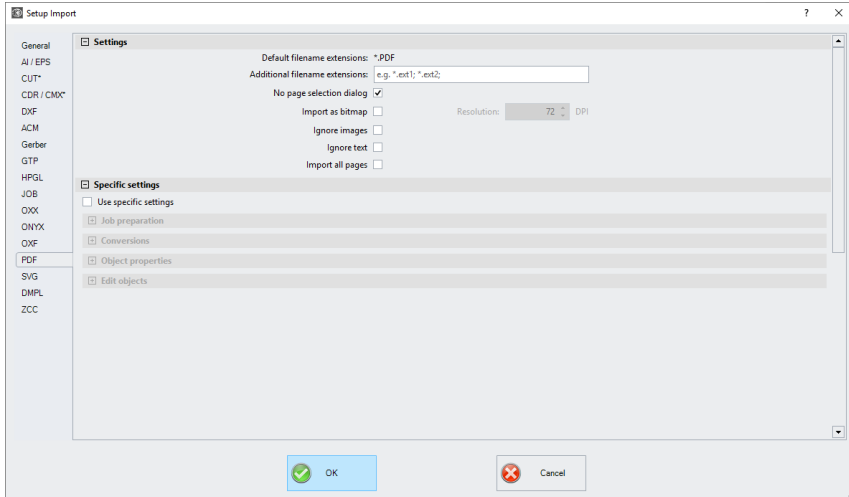 Setup Import
?
General
AI / EPS
CUT*
CDR / CMX*
DXF
ACM
Gerber
GTP
HPGL
JOB
OXX
ONYX
OXF
PDF
SVG
DMPL
ZCC
Settings
Default filename extensions: *.PDF
Additional filename extensions: e.g. *.ext1; *.ext2;
No page selection dialog
Import as bitmap Resolution: 72 DPI
Ignore images
Ignore text
Import all pages
Specific settings
Use specific settings
Job preparation
Conversions
Object properties
Edit objects
OK Cancel